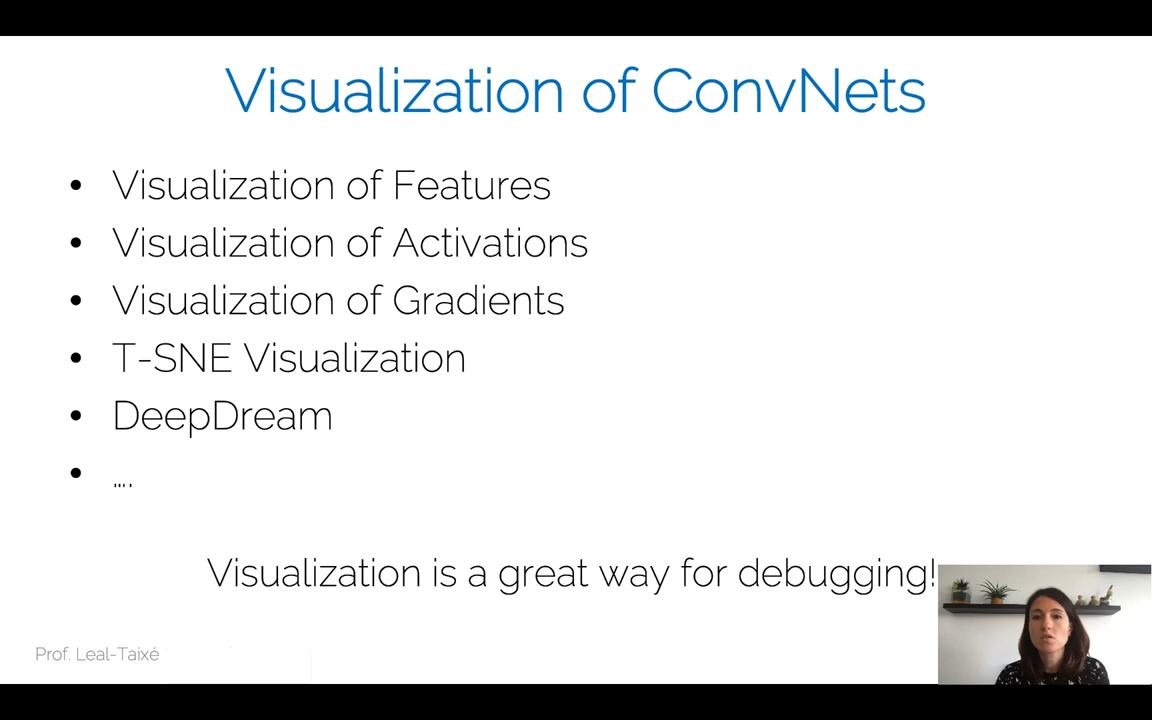 Visualization of ConvNets
• Visualization of Features
• Visualization of Activations
• Visualization of Gradients
• T-SNE Visualization
• DeepDream
• ....
Visualization is a great way for debugging!
Prof. Leal-Taixé